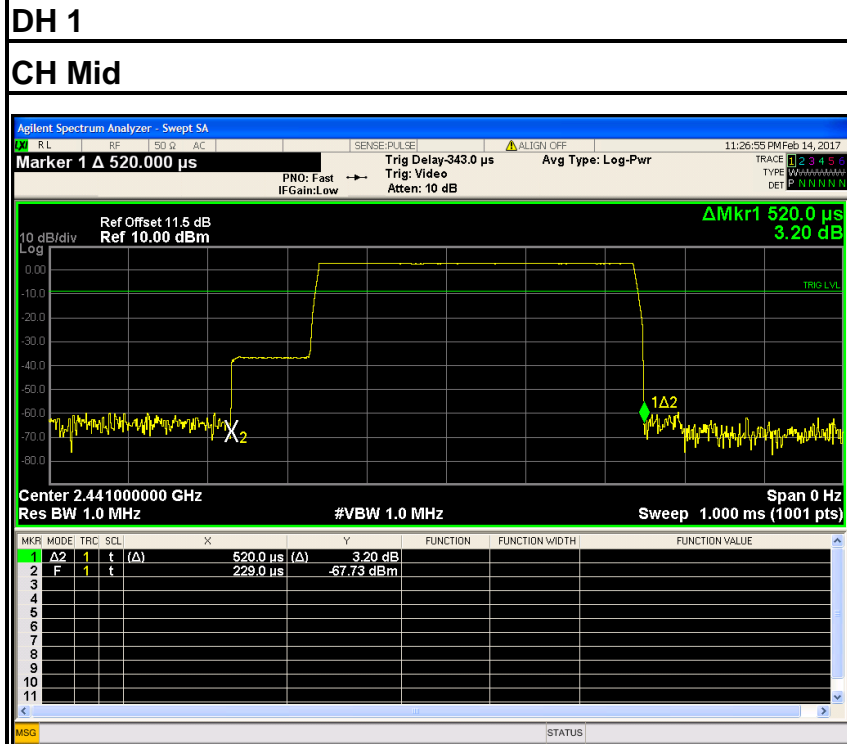 DH 1
CH Mid
Agilent Spectrum Analyzer - Swept SA
LXI RL RF 50 Ω AC SENSE:PULSE ALIGN OFF 11:26:55 PM Feb 14, 2017
Marker 1 Δ 520.000 µs
PNO: Fast
IFGain:Low
Trig Delay-343.0 µs
Trig: Video
Atten: 10 dB
Avg Type: Log-Pwr
TRACE 1 2 3 4 5 6
TYPE W
DET P N N N N N
ΔMkr1 520.0 µs
3.20 dB
Ref Offset 11.5 dB
10 dB/div Ref 10.00 dBm
Log
0.00
TRIG LVL
-10.0
-20.0
-30.0
-40.0
-50.0
-60.0
1Δ2
-70.0
X2
-80.0
Center 2.441000000 GHz Span 0 Hz
Res BW 1.0 MHz #VBW 1.0 MHz Sweep 1.000 ms (1001 pts)
MKR MODE TRC SCL X Y FUNCTION FUNCTION WIDTH FUNCTION VALUE
1 Δ2 1 t (Δ) 520.0 µs (Δ) 3.20 dB
2 F 1 t 229.0 µs -67.73 dBm
3
4
5
6
7
8
9
10
11
MSG STATUS